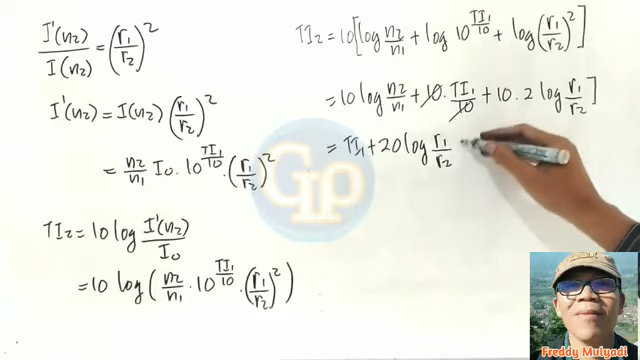 I'(n₂)/I(n₂) = (r₁/r₂)²
I'(n₂) = I(n₂) (r₁/r₂)²
= n₂/n₁ I₀ · 10^(TI₁/10) · (r₁/r₂)²
TI₂ = 10 log I'(n₂)/I₀
= 10 log ( n₂/n₁ · 10^(TI₁/10) · (r₁/r₂)² )
TI₂ = 10 [ log n₂/n₁ + log 10^(TI₁/10) + log (r₁/r₂)² ]
= 10 log n₂/n₁ + 10 · TI₁/10 + 10 · 2 log r₁/r₂ ]
= TI₁ + 20 log r₁/r₂
GIP
Freddy Mulyadi